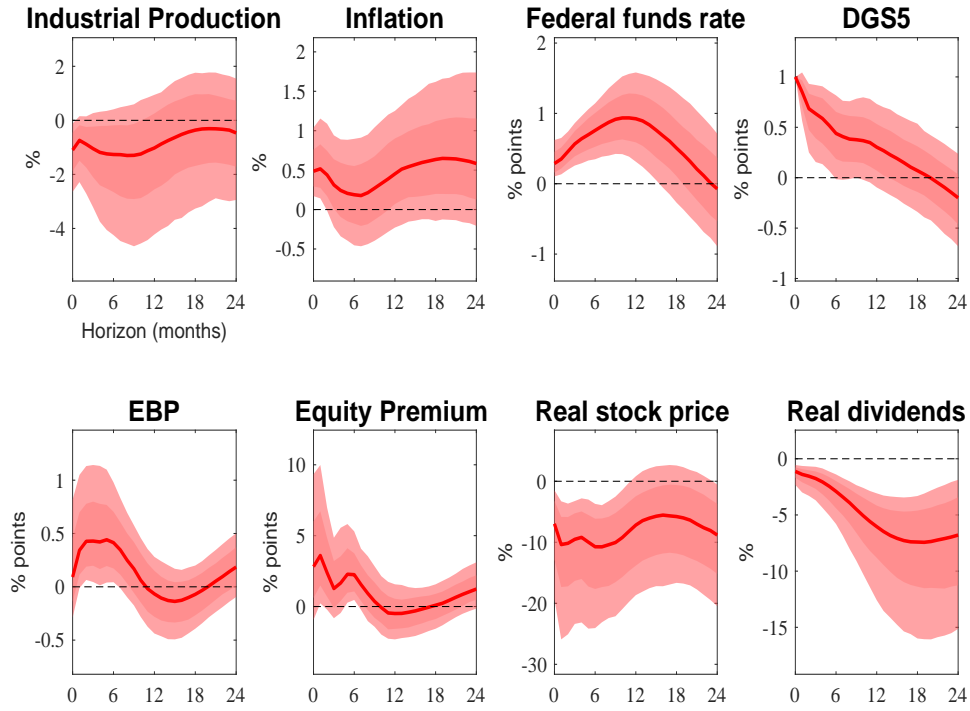 Industrial Production
2
0
-2
-4
%
0 6 12 18 24
Horizon (months)
Inflation
2
1.5
1
0.5
0
-0.5
%
0 6 12 18 24
Federal funds rate
2
1
0
-1
% points
0 6 12 18 24
DGS5
1
0.5
0
-0.5
-1
% points
0 6 12 18 24
EBP
1
0.5
0
-0.5
% points
0 6 12 18 24
Equity Premium
10
5
0
% points
0 6 12 18 24
Real stock price
0
-10
-20
-30
%
0 6 12 18 24
Real dividends
0
-5
-10
-15
%
0 6 12 18 24